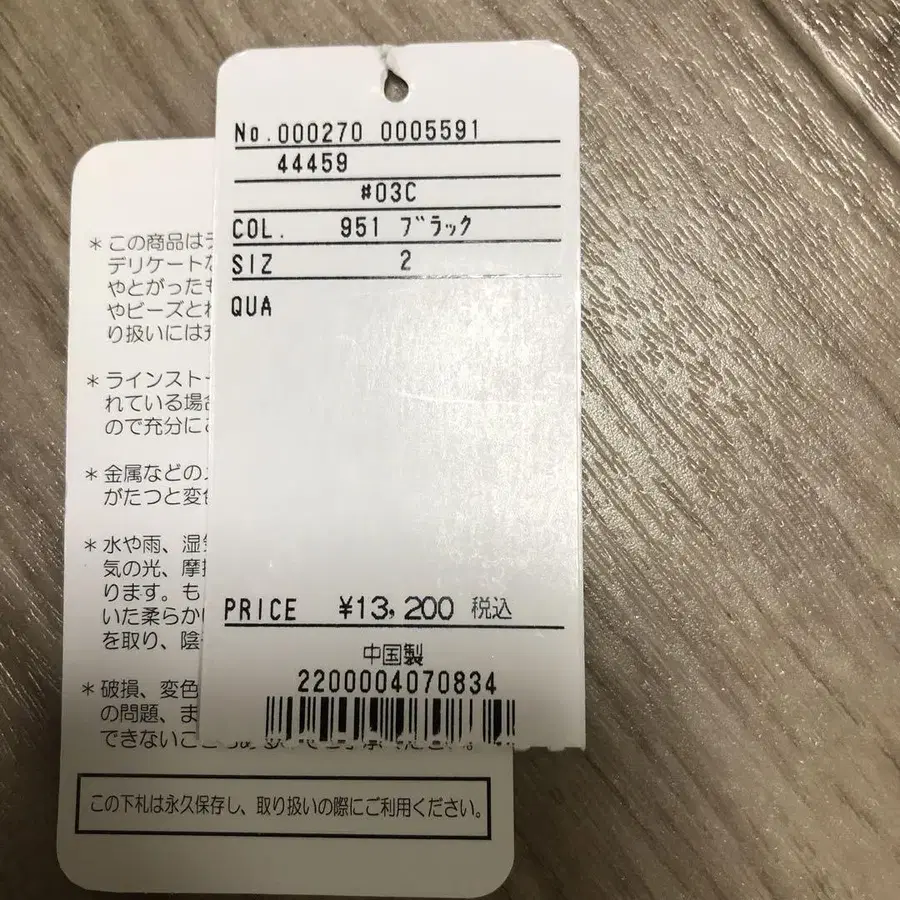 No.000270 0005591
44459
#03C
COL. 951 ブラック
SIZ 2
QUA
PRICE ¥13,200 税込
中国製
2200004070834
＊この商品は
デリケートな
やとがったも
やビーズと
り扱いには
＊ラインスト
れている場合
ので充分に
＊金属などの
がたつと変色
＊水や雨、湿気
気の光、摩擦
ります。も
いた柔らか
を取り、陰
＊破損、変色
の問題、ま
できないこ
この下札は永久保存し、取り扱いの際にご利用ください。